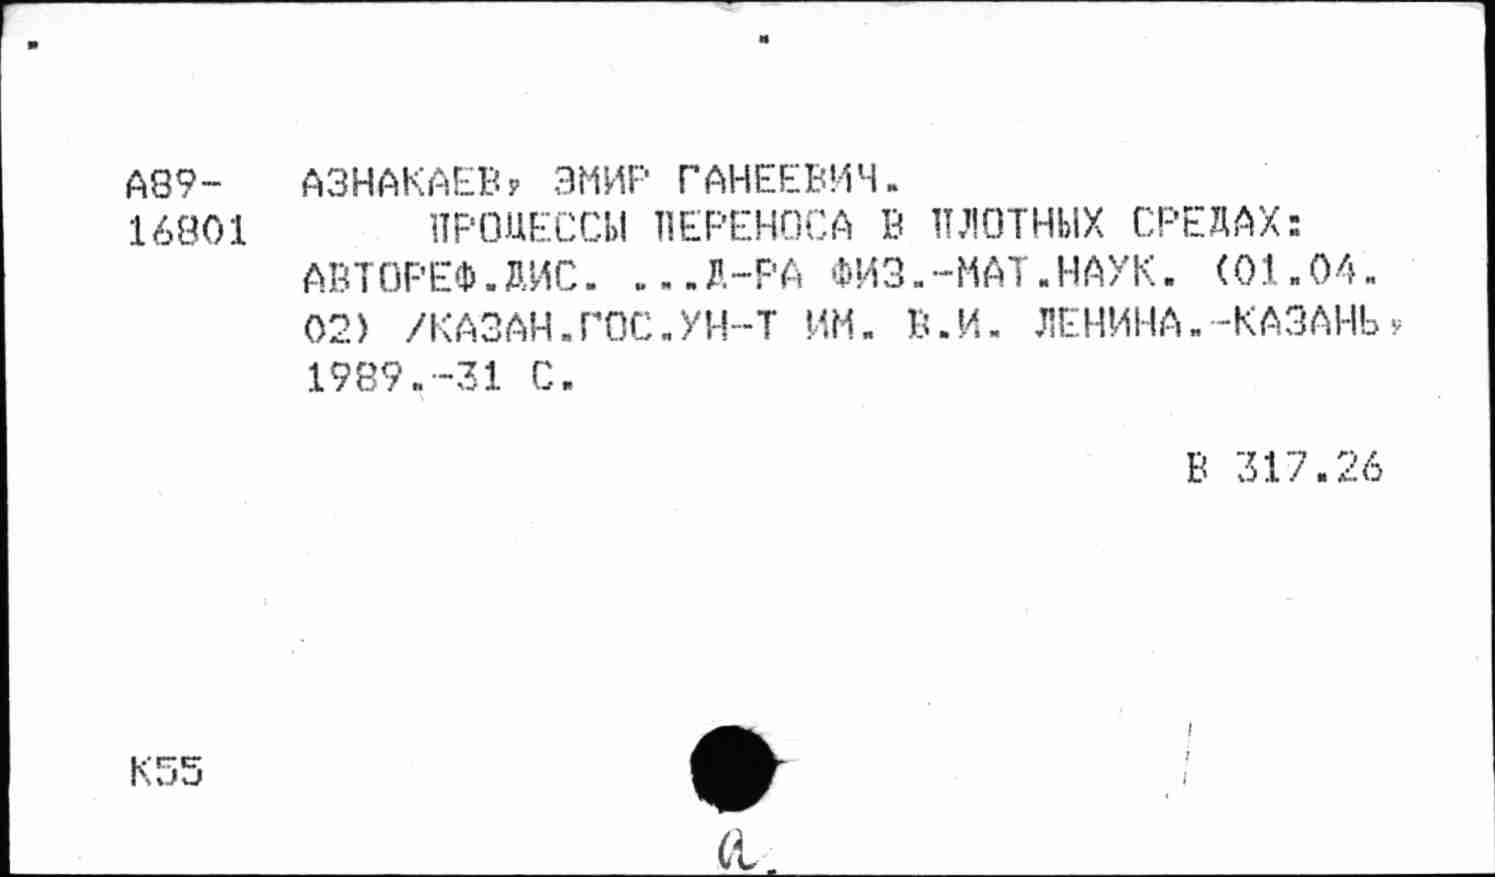 А89- АЗНАКАЕВ, ЭМИР ГАНЕЕВИЧ.
16801 ПРОЦЕССЫ ПЕРЕНОСА В ПЛОТНЫХ СРЕДАХ:
АВТОРЕФ.ДИС. ...Д-РА ФИЗ.-МАТ.НАУК. (01.04.
02) /КАЗАН.ГОС.УН-Т ИМ. В.И. ЛЕНИНА.-КАЗАНЬ,
1989.-31 С.
В 317.26
К55
а.